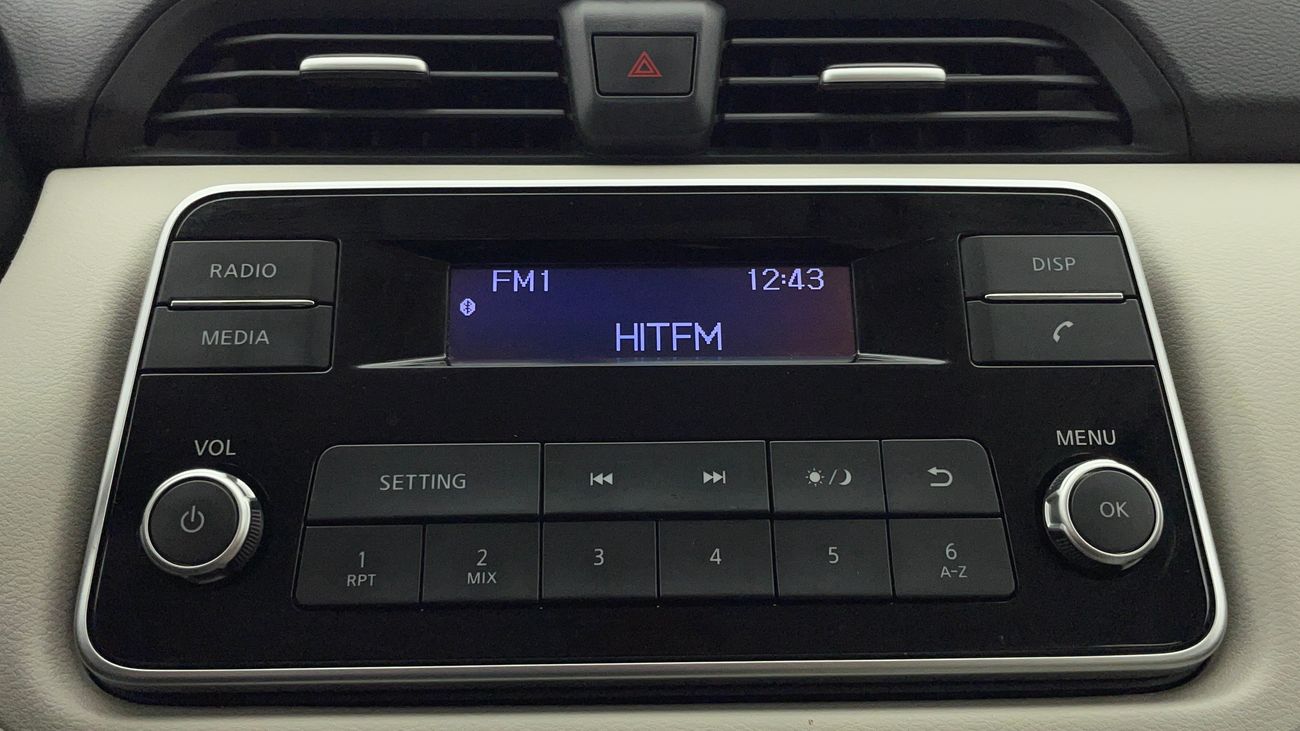 RADIO
MEDIA
FM1 12:43
HITFM
DISP
VOL
MENU
SETTING
OK
1
RPT
2
MIX
3
4
5
6
A-Z